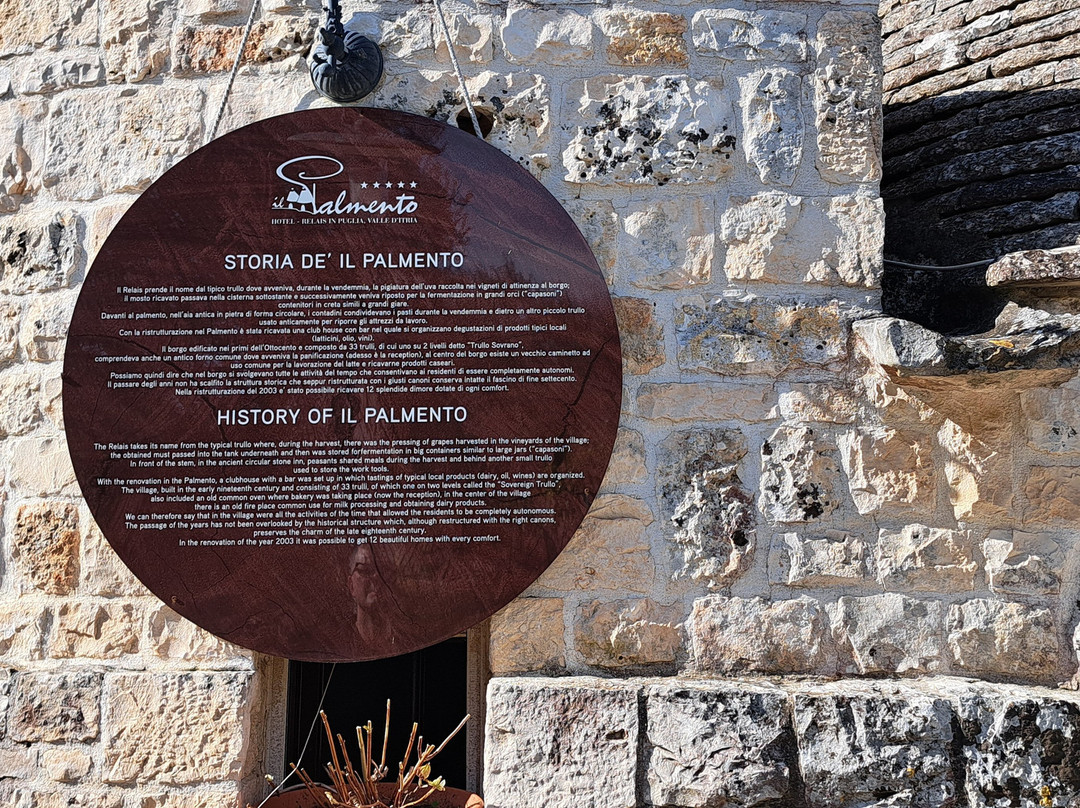 il Palmento
HOTEL - RELAIS IN PUGLIA, VALLE D'ITRIA
STORIA DE' IL PALMENTO
Il Relais prende il nome dal tipico trullo dove avveniva, durante la vendemmia, la pigiatura dell'uva raccolta nei vigneti di attinenza al borgo;
il mosto ricavato passava nella cisterna sottostante e successivamente veniva riposto per la fermentazione in grandi orci ("capasoni")
contenitori in creta simili a grandi giare.
Davanti al palmento, nell'aia antica in pietra di forma circolare, i contadini condividevano i pasti durante la vendemmia e dietro un altro piccolo trullo
usato anticamente per riporre gli attrezzi da lavoro.
Con la ristrutturazione nel Palmento è stata ricavata una club house con bar nel quale si organizzano degustazioni di prodotti tipici locali
(latticini, olio, vini).
Il borgo edificato nei primi dell'Ottocento e composto da 33 trulli, di cui uno su 2 livelli detto "Trullo Sovrano",
comprendeva anche un antico forno comune dove avveniva la panificazione (adesso è la reception), al centro del borgo esiste un vecchio caminetto ad
uso comune per la lavorazione del latte e ricavarne prodotti caseari.
Possiamo quindi dire che nel borgo si svolgevano tutte le attività del tempo che consentivano ai residenti di essere completamente autonomi.
Il passare degli anni non ha scalfito la struttura storica che seppur ristrutturata con i giusti canoni conserva intatte il fascino di fine settecento.
Nella ristrutturazione del 2003 e' stato possibile ricavare 12 splendide dimore dotate di ogni comfort.
HISTORY OF IL PALMENTO
The Relais takes its name from the typical trullo where, during the harvest, there was the pressing of grapes harvested in the vineyards of the village;
the obtained must passed into the tank underneath and then was stored forfermentation in big containers similar to large jars ("capasoni").
In front of the stem, in the ancient circular stone inn, peasants shared meals during the harvest and behind another small trullo
used to store the work tools.
With the renovation in the Palmento, a clubhouse with a bar was set up in which tastings of typical local products (dairy, oil, wines) are organized.
The village, built in the early nineteenth century and consisting of 33 trulli, of which one on two levels called the "Sovereign Trullo",
also included an old common oven where bakery was taking place (now the reception), in the center of the village
there is an old fire place common use for milk processing and obtaining dairy products.
We can therefore say that in the village were all the activities of the time that allowed the residents to be completely autonomous.
The passage of the years has not been overlooked by the historical structure which, although restructured with the right canons,
preserves the charm of the late eighteenth century.
In the renovation of the year 2003 it was possible to get 12 beautiful homes with every comfort.